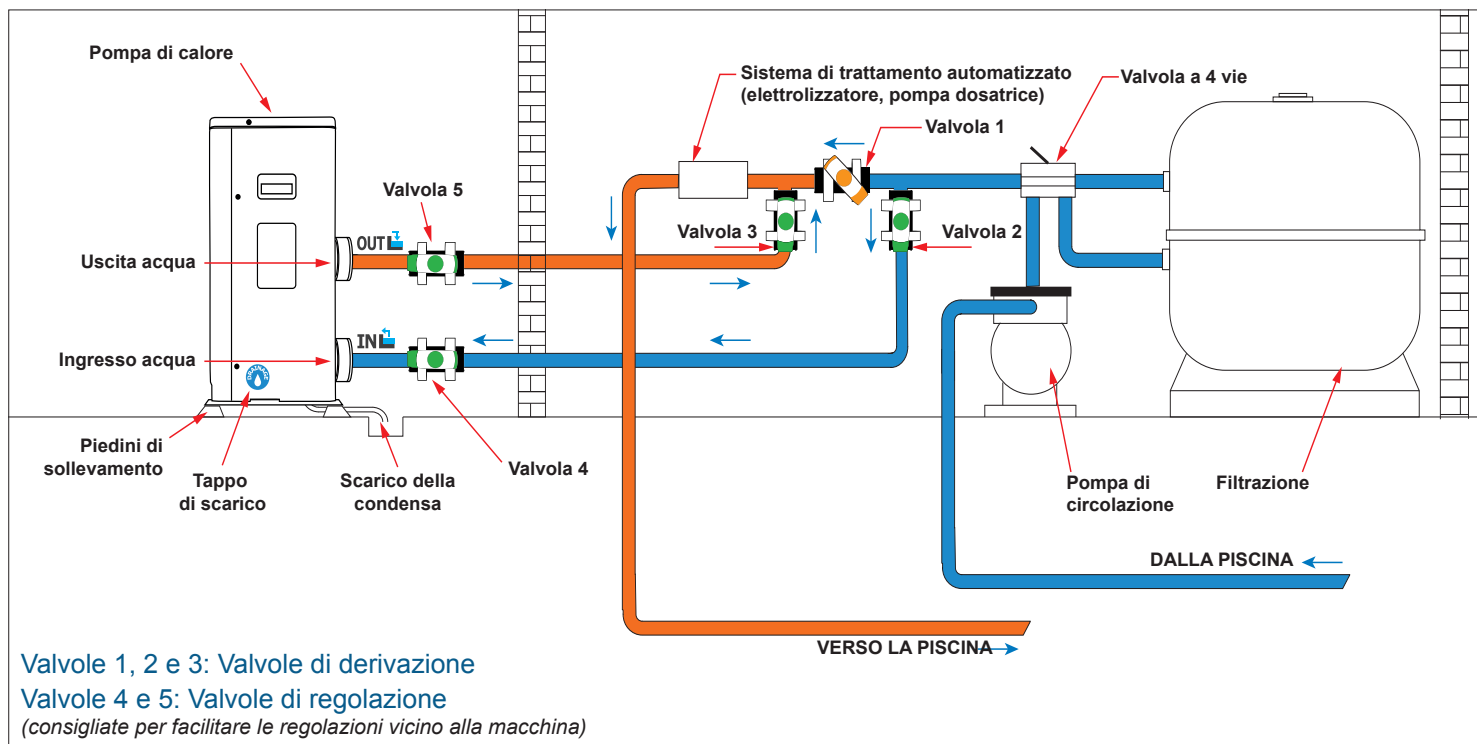 Pompa di calore
Sistema di trattamento automatizzato
(elettrolizzatore, pompa dosatrice)
Valvola a 4 vie
Valvola 1
Valvola 5
Valvola 3
Valvola 2
OUT
Uscita acqua
IN
Ingresso acqua
Piedini di
sollevamento
Tappo
di scarico
Scarico della
condensa
Valvola 4
Pompa di
circolazione
Filtrazione
DALLA PISCINA
VERSO LA PISCINA
Valvole 1, 2 e 3: Valvole di derivazione
Valvole 4 e 5: Valvole di regolazione
(consigliate per facilitare le regolazioni vicino alla macchina)